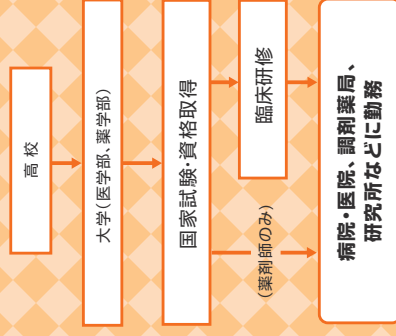 高校
大学（医学部、薬学部）
国家試験・資格取得
臨床研修
（薬剤師のみ）
病院・医院、調剤薬局、
研究所などに勤務